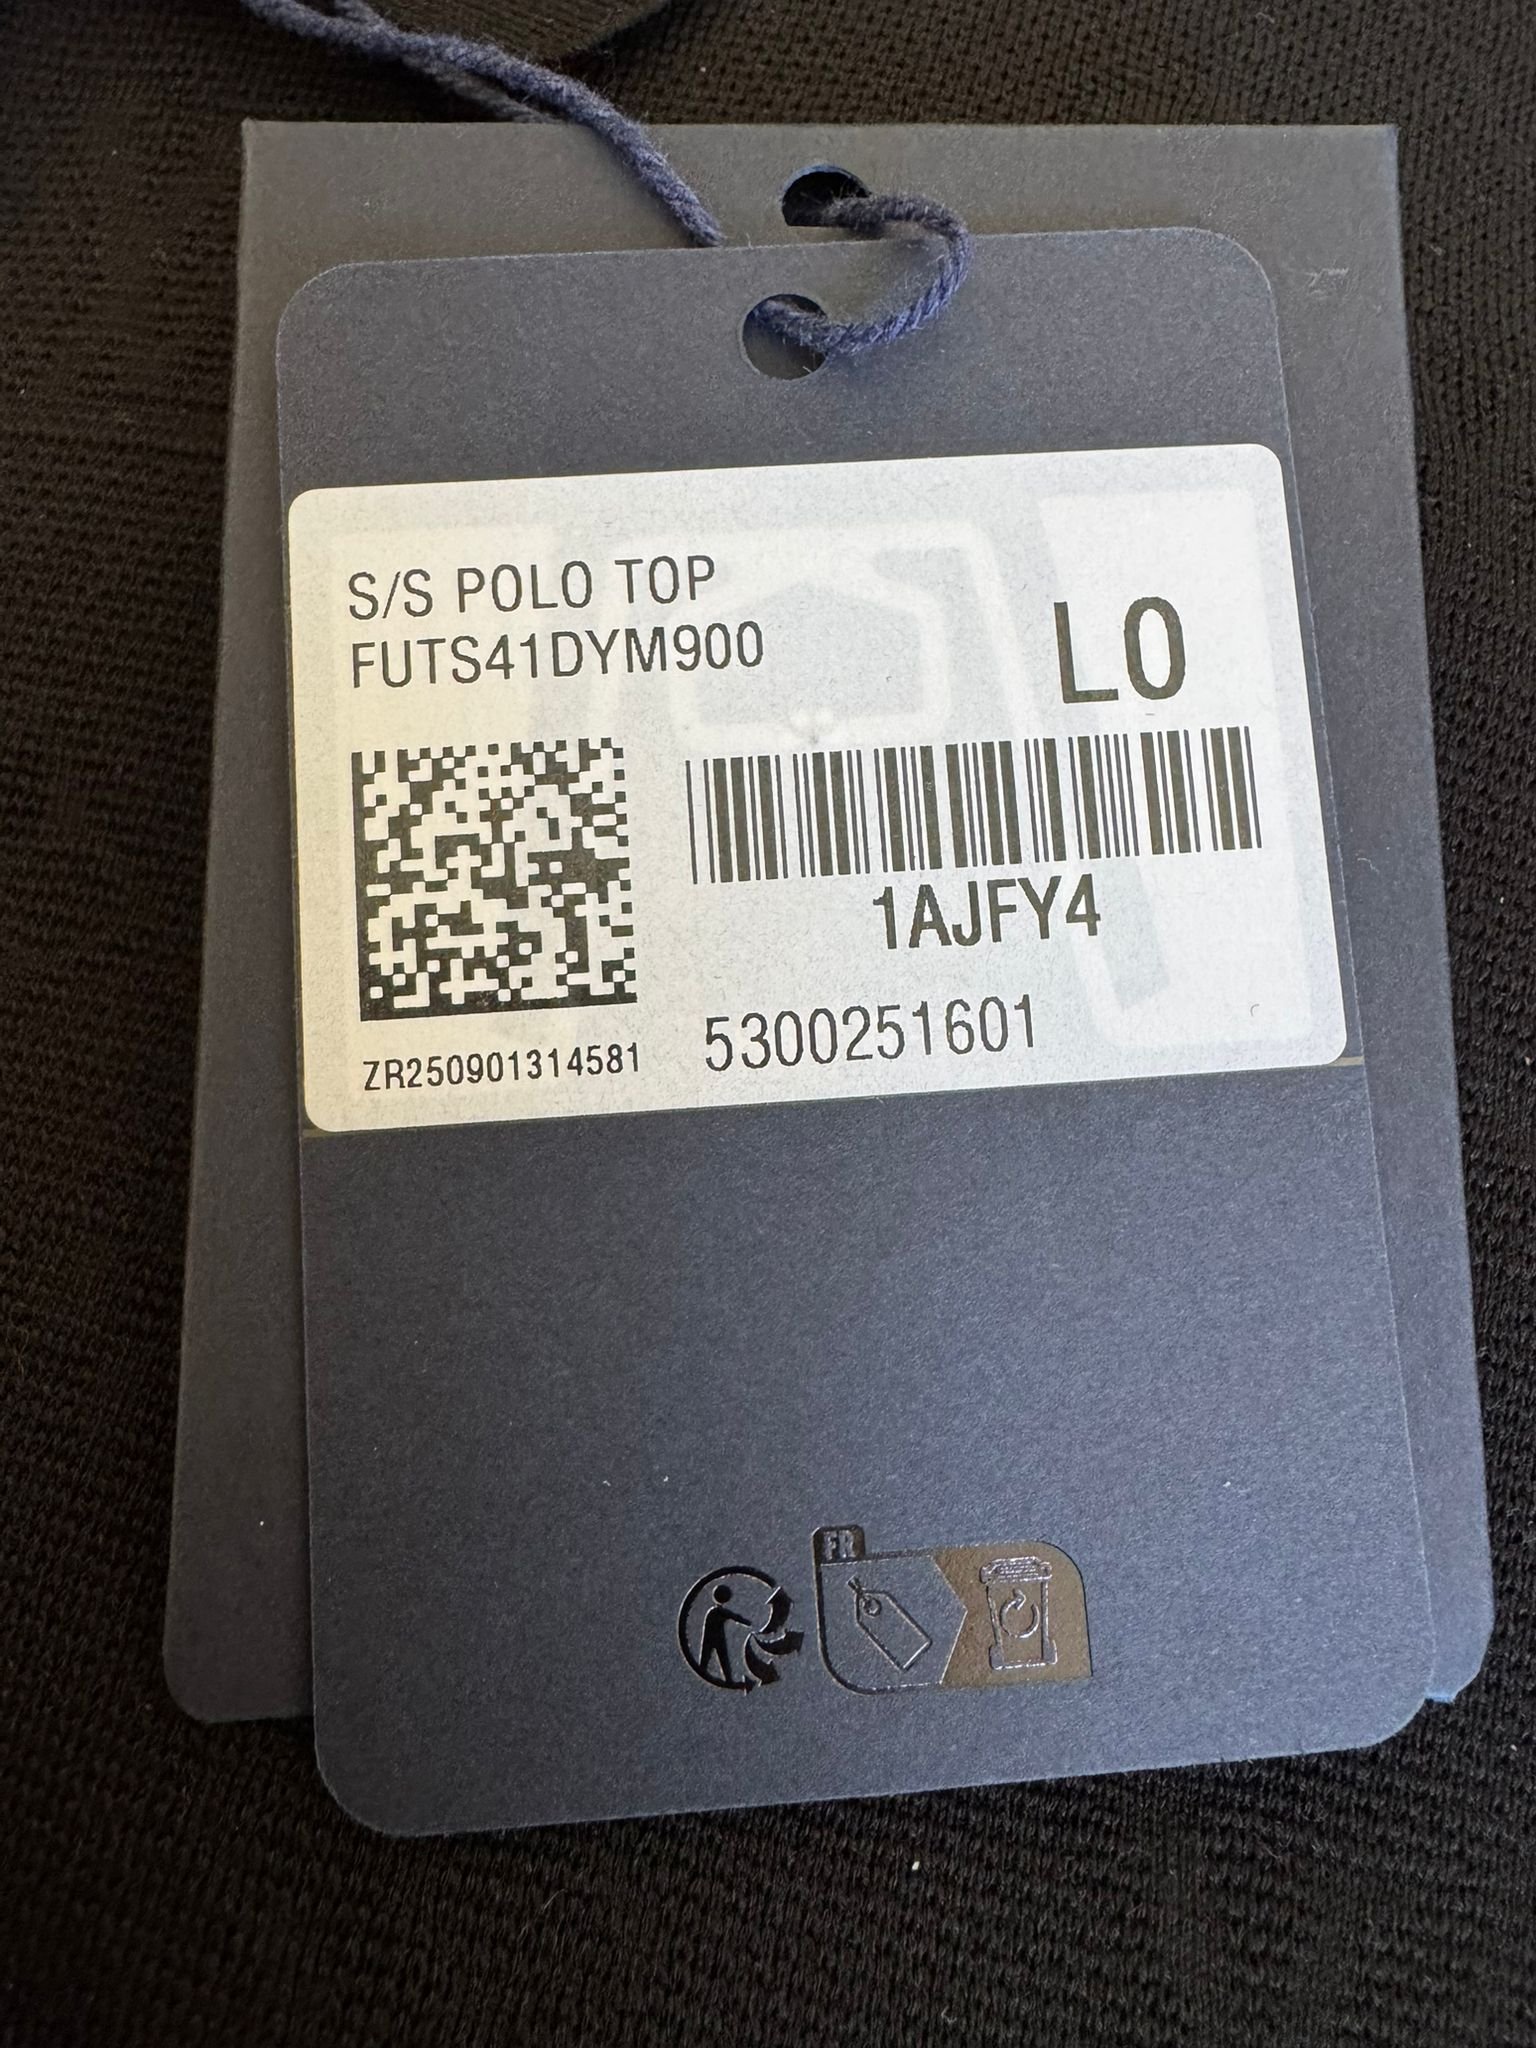 S/S POLO TOP
FUTS41DYM900
L0
1AJFY4
5300251601
ZR250901314581
FR